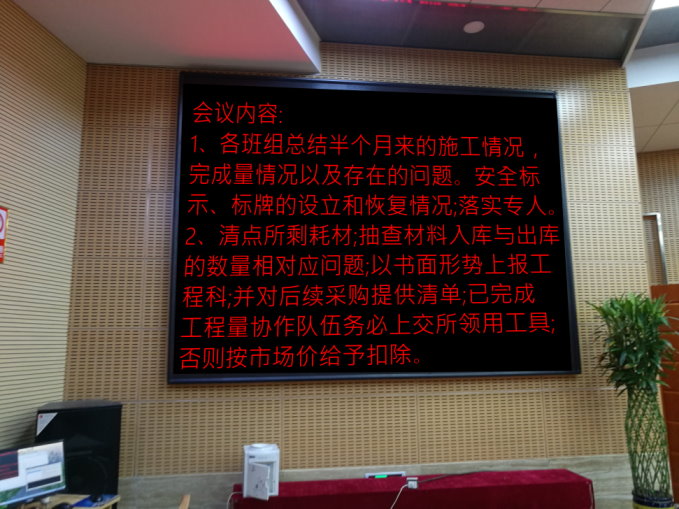 会议内容:
1、各班组总结半个月来的施工情况，
完成量情况以及存在的问题。安全标
示、标牌的设立和恢复情况;落实专人。
2、清点所剩耗材;抽查材料入库与出库
的数量相对应问题;以书面形势上报工
程科;并对后续采购提供清单;已完成
工程量协作队伍务必上交所领用工具;
否则按市场价给予扣除。